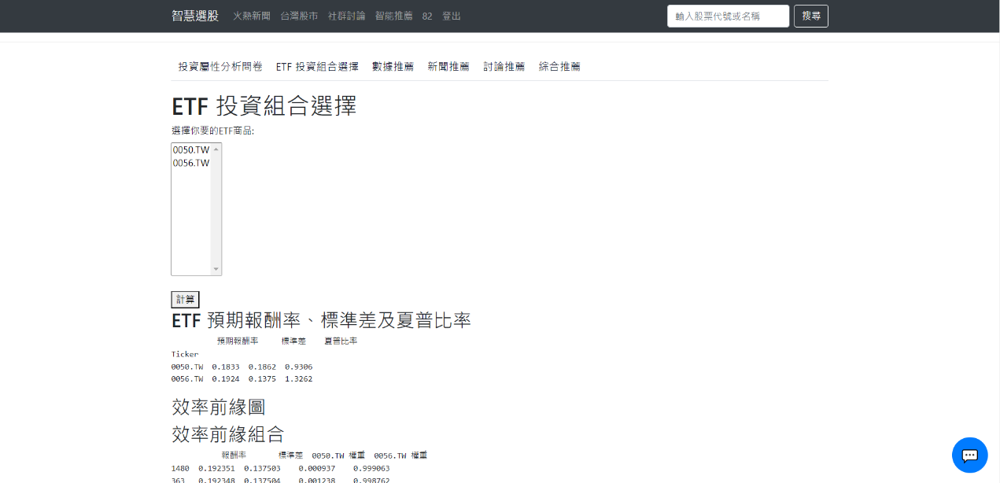 智慧選股 火熱新聞 台灣股市 社群討論 智能推薦 82 登出 輸入股票代號或名稱 搜尋
投資屬性分析問卷 ETF 投資組合選擇 數據推薦 新聞推薦 討論推薦 綜合推薦
ETF 投資組合選擇
選擇你要的ETF商品:
0050.TW
0056.TW
計算
ETF 預期報酬率、標準差及夏普比率
預期報酬率 標準差 夏普比率
Ticker
0050.TW 0.1833 0.1862 0.9306
0056.TW 0.1924 0.1375 1.3262
效率前緣圖
效率前緣組合
報酬率 標準差 0050.TW 權重 0056.TW 權重
1480 0.192351 0.137503 0.000937 0.999063
363 0.192348 0.137504 0.001238 0.998762